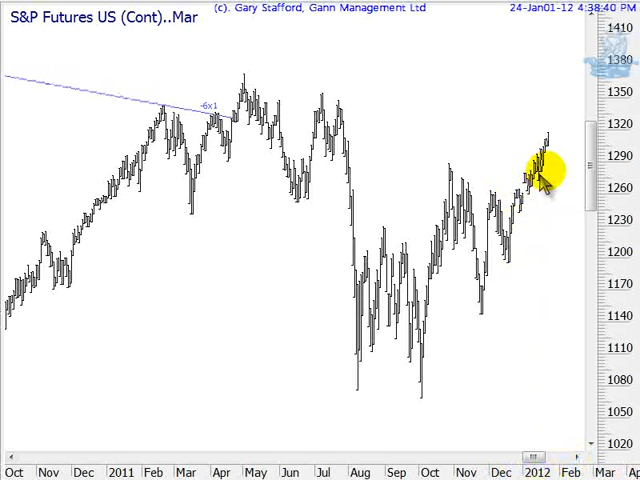 (c). Gary Stafford, Gann Management Ltd
24-Jan01-12 4:38:40 PM
S&P Futures US (Cont)..Mar
1410
1380
1350
-6x1
1320
1290
1260
1230
1200
1170
1140
1110
1080
1050
1020
Oct Nov Dec 2011 Feb Mar Apr May Jun Jul Aug Sep Oct Nov Dec 2012 Feb Mar Ap